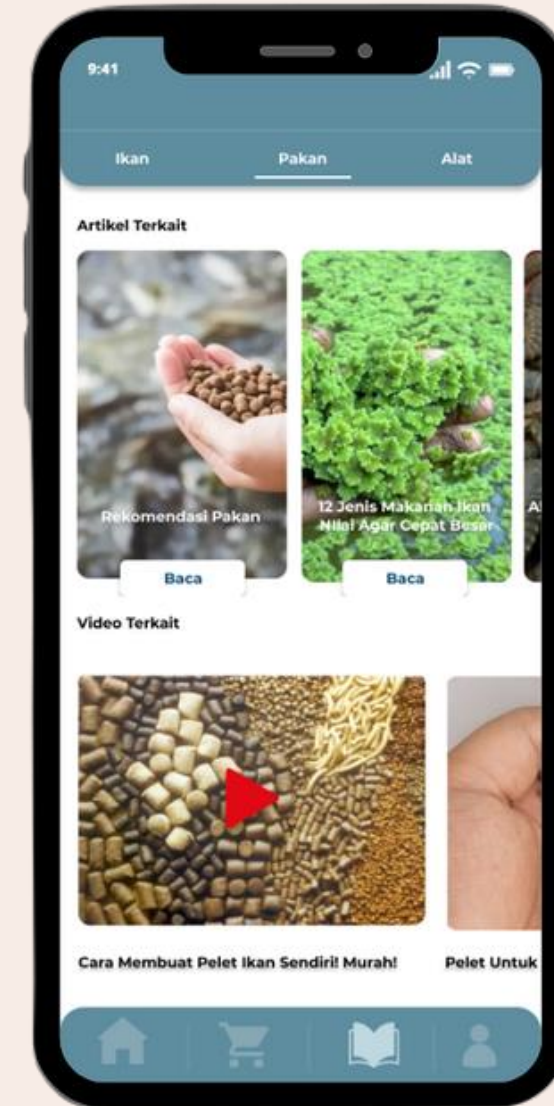 9:41
Ikan Pakan Alat
Artikel Terkait
Rekomendasi Pakan
12 Jenis Makanan Ikan
NIlai Agar Cepat Besar
Baca
Baca
Video Terkait
Cara Membuat Pelet Ikan Sendiri! Murah!
Pelet Untuk